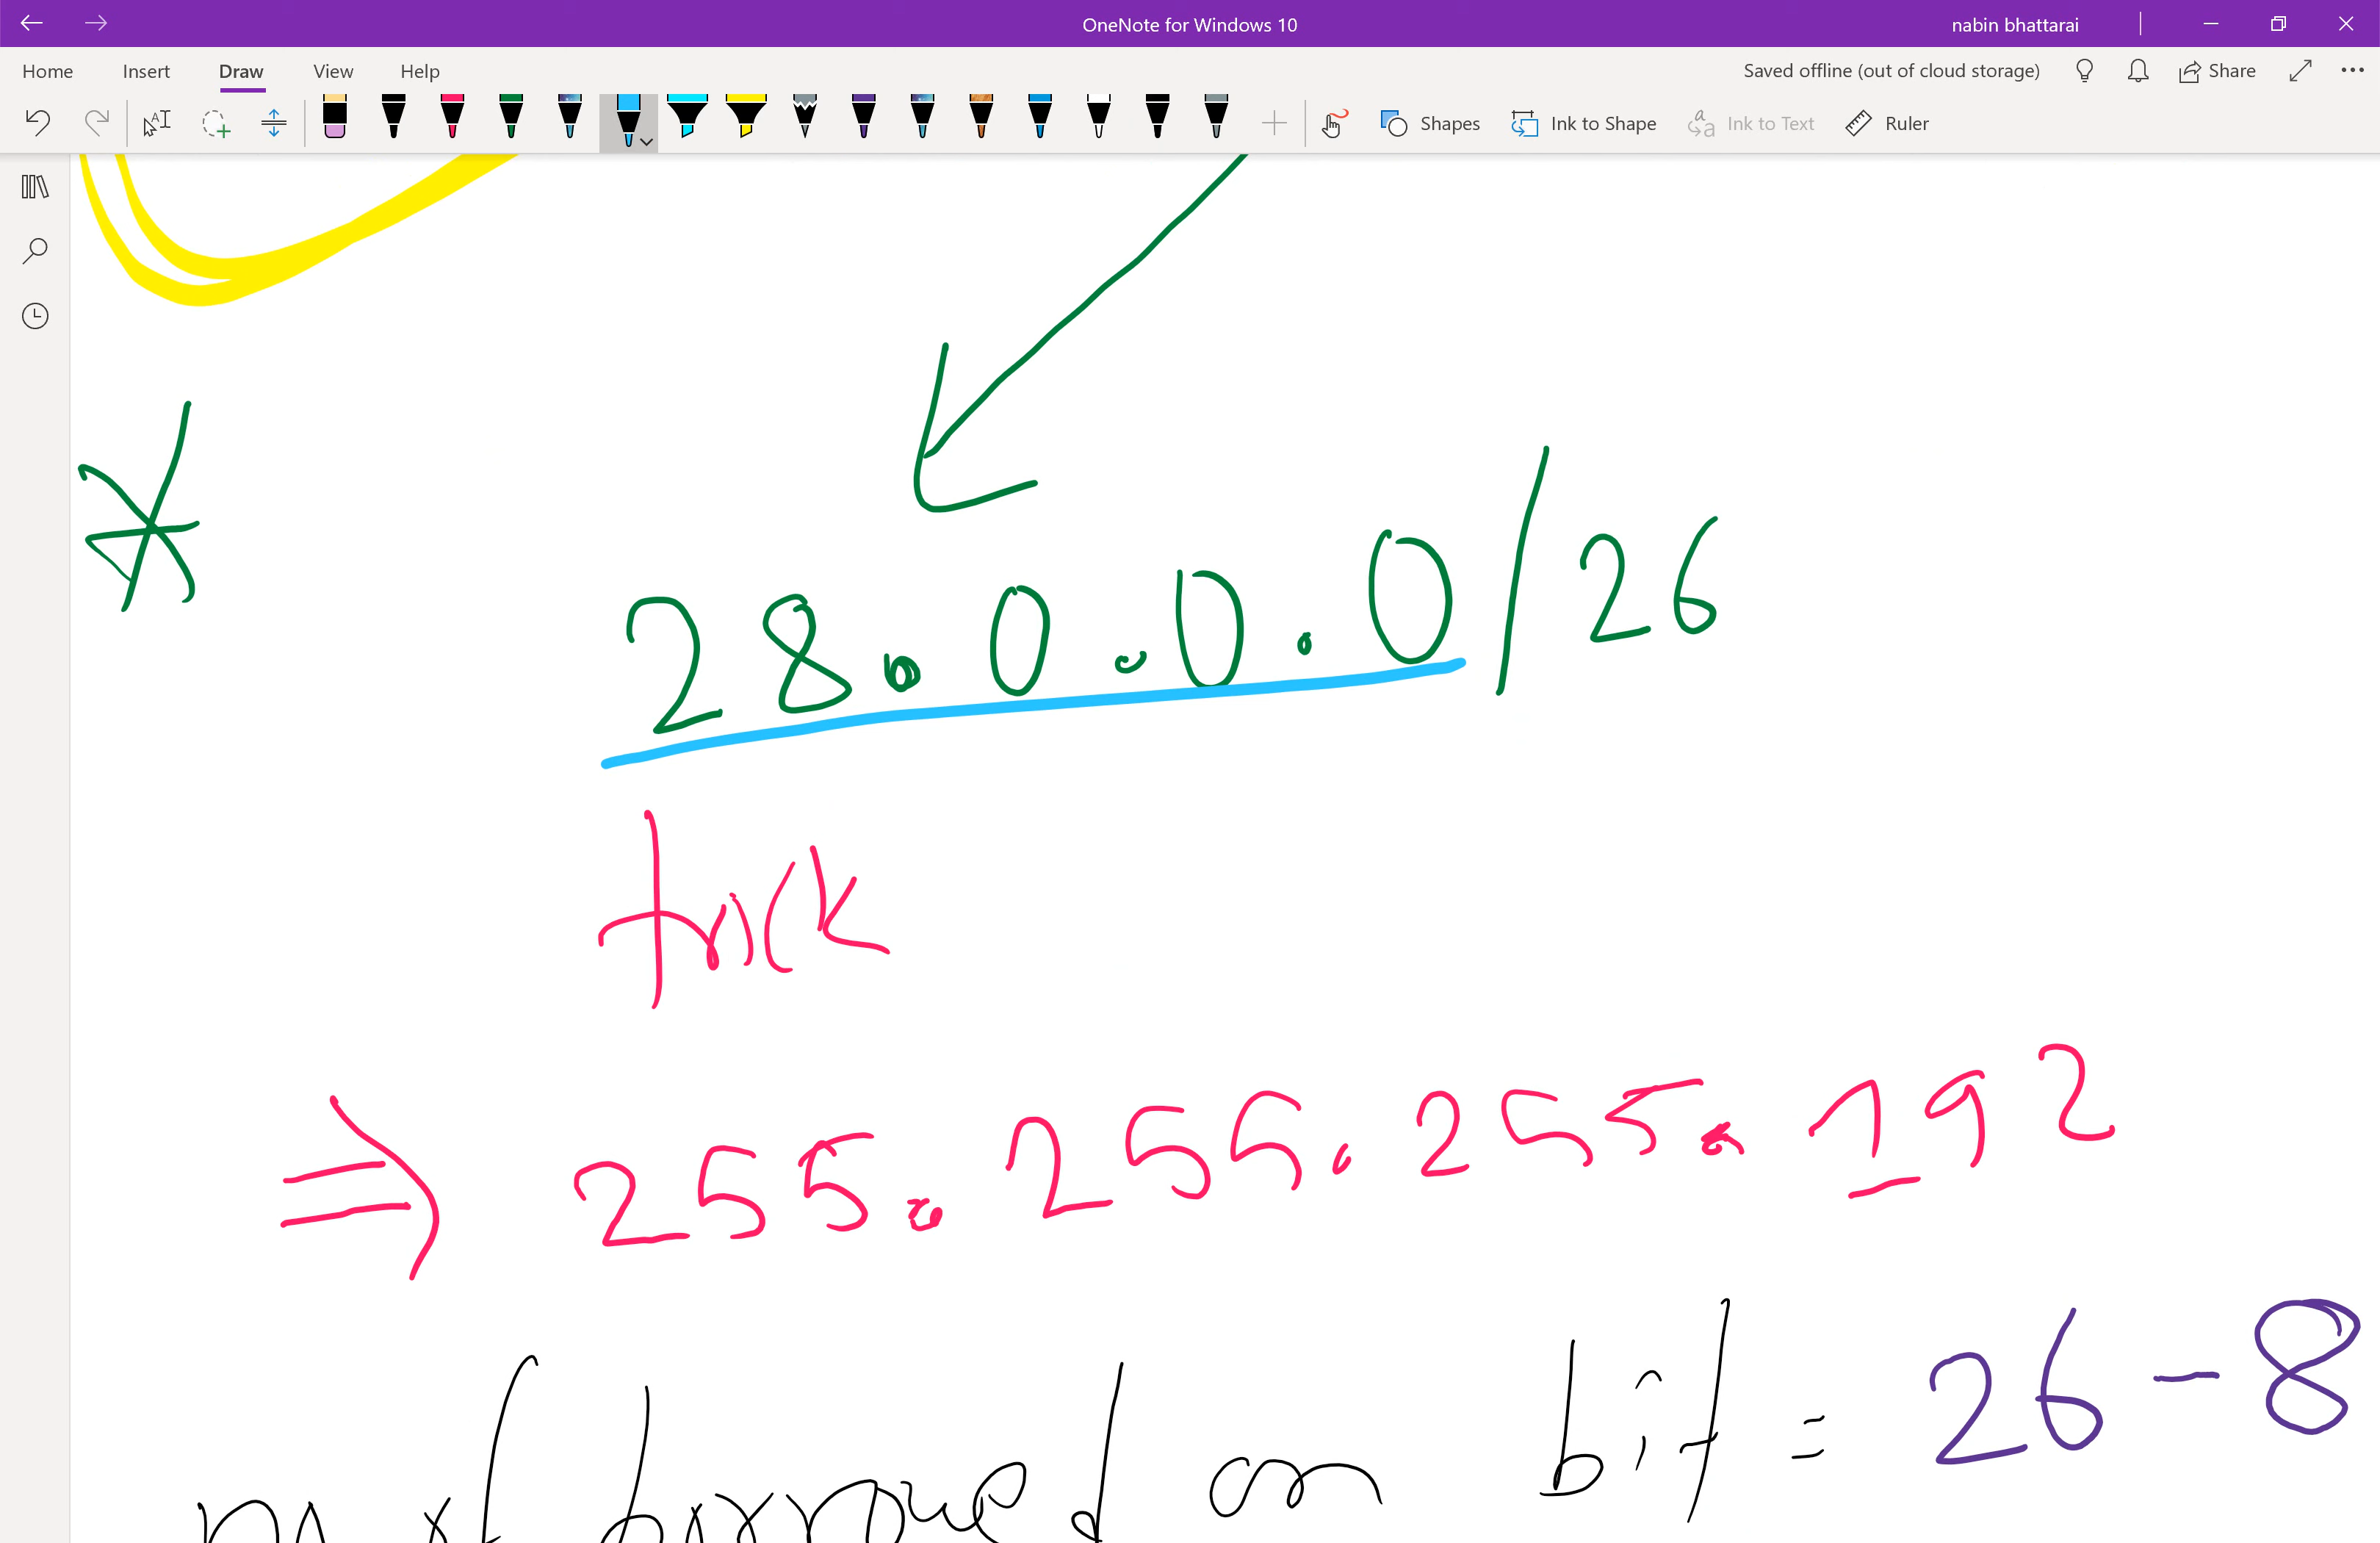 OneNote for Windows 10
nabin bhattarai
Home Insert Draw View Help
Saved offline (out of cloud storage)
Share
Shapes Ink to Shape Ink to Text Ruler
28.0.0.0/26
trick
⇒ 255.255.255.192
no of borrowed on bit = 26-8